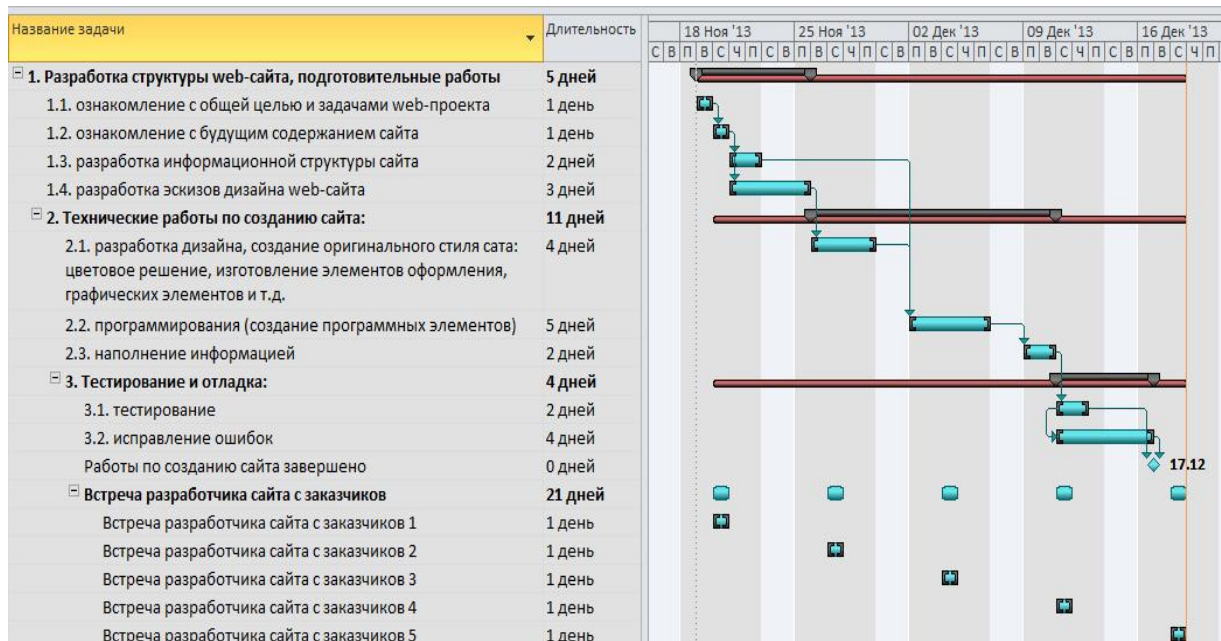 Название задачи Длительность 18 Ноя '13 25 Ноя '13 02 Дек '13 09 Дек '13 16 Дек '13
С В П В С Ч П С В П В С Ч П С В П В С Ч П С В П В С Ч П С В П В С Ч П
1. Разработка структуры web-сайта, подготовительные работы 5 дней
1.1. ознакомление с общей целью и задачами web-проекта 1 день
1.2. ознакомление с будущим содержанием сайта 1 день
1.3. разработка информационной структуры сайта 2 дней
1.4. разработка эскизов дизайна web-сайта 3 дней
2. Технические работы по созданию сайта: 11 дней
2.1. разработка дизайна, создание оригинального стиля сата: 4 дней
цветовое решение, изготовление элементов оформления,
графических элементов и т.д.
2.2. программирования (создание программных элементов) 5 дней
2.3. наполнение информацией 2 дней
3. Тестирование и отладка: 4 дней
3.1. тестирование 2 дней
3.2. исправление ошибок 4 дней
Работы по созданию сайта завершено 0 дней 17.12
Встреча разработчика сайта с заказчиков 21 дней
Встреча разработчика сайта с заказчиков 1 1 день
Встреча разработчика сайта с заказчиков 2 1 день
Встреча разработчика сайта с заказчиков 3 1 день
Встреча разработчика сайта с заказчиков 4 1 день
Встреча разработчика сайта с заказчиков 5 1 день